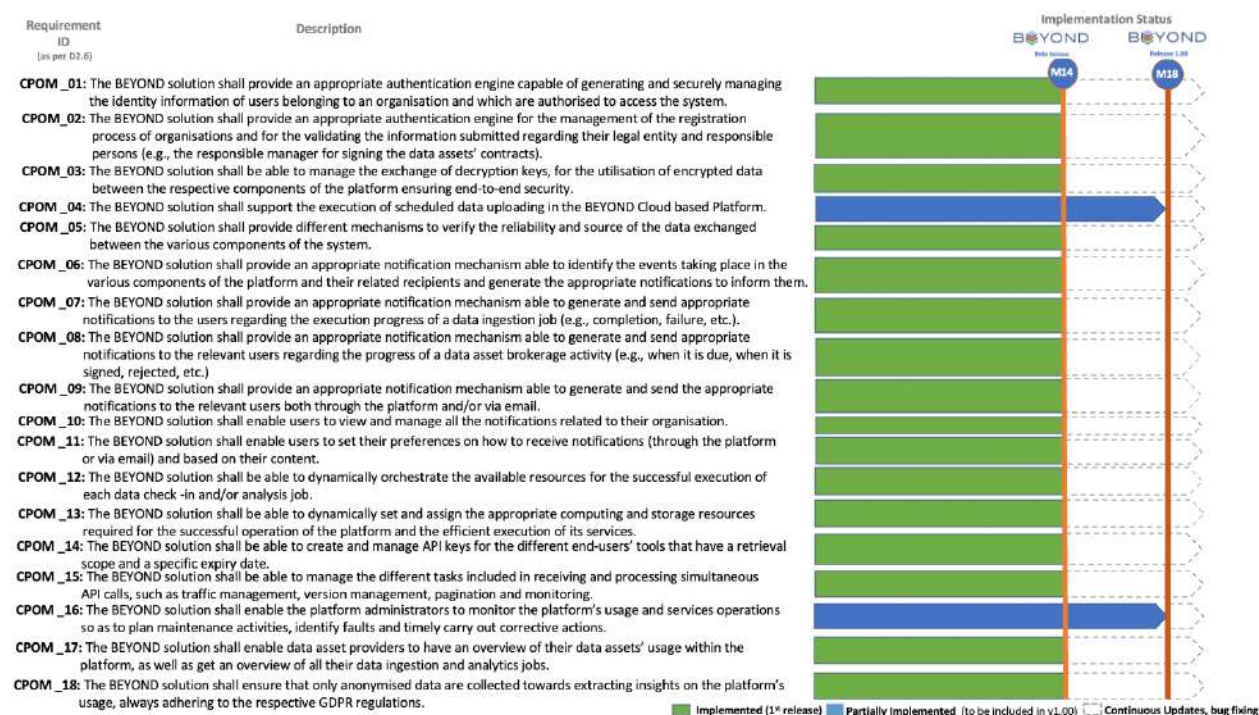 Requirement
ID
(as per D2.6)
Description
Implementation Status
BEYOND
Beta Release
BEYOND
Release 1.00
M14
M18
CPOM _01: The BEYOND solution shall provide an appropriate authentication engine capable of generating and securely managing
the identity information of users belonging to an organisation and which are authorised to access the system.
CPOM _02: The BEYOND solution shall provide an appropriate authentication engine for the management of the registration
process of organisations and for the validating the information submitted regarding their legal entity and responsible
persons (e.g., the responsible manager for signing the data assets' contracts).
CPOM _03: The BEYOND solution shall be able to manage the exchange of decryption keys, for the utilisation of encrypted data
between the respective components of the platform ensuring end-to-end security.
CPOM _04: The BEYOND solution shall support the execution of scheduled data uploading in the BEYOND Cloud based Platform.
CPOM _05: The BEYOND solution shall provide different mechanisms to verify the reliability and source of the data exchanged
between the various components of the system.
CPOM _06: The BEYOND solution shall provide an appropriate notification mechanism able to identify the events taking place in the
various components of the platform and their related recipients and generate the appropriate notifications to inform them.
CPOM _07: The BEYOND solution shall provide an appropriate notification mechanism able to generate and send appropriate
notifications to the users regarding the execution progress of a data ingestion job (e.g., completion, failure, etc.).
CPOM _08: The BEYOND solution shall provide an appropriate notification mechanism able to generate and send appropriate
notifications to the relevant users regarding the progress of a data asset brokerage activity (e.g., when it is due, when it is
signed, rejected, etc.)
CPOM _09: The BEYOND solution shall provide an appropriate notification mechanism able to generate and send the appropriate
notifications to the relevant users both through the platform and/or via email.
CPOM _10: The BEYOND solution shall enable users to view and manage all the notifications related to their organisation.
CPOM _11: The BEYOND solution shall enable users to set their preferences on how to receive notifications (through the platform
or via email) and based on their content.
CPOM _12: The BEYOND solution shall be able to dynamically orchestrate the available resources for the successful execution of
each data check -in and/or analysis job.
CPOM _13: The BEYOND solution shall be able to dynamically set and assign the appropriate computing and storage resources
required for the successful operation of the platform and the efficient execution of its services.
CPOM _14: The BEYOND solution shall be able to create and manage API keys for the different end-users' tools that have a retrieval
scope and a specific expiry date.
CPOM _15: The BEYOND solution shall be able to manage the different tasks included in receiving and processing simultaneous
API calls, such as traffic management, version management, pagination and monitoring.
CPOM _16: The BEYOND solution shall enable the platform administrators to monitor the platform's usage and services operations
so as to plan maintenance activities, identify faults and timely carry out corrective actions.
CPOM _17: The BEYOND solution shall enable data asset providers to have an overview of their data assets' usage within the
platform, as well as get an overview of all their data ingestion and analytics jobs.
CPOM _18: The BEYOND solution shall ensure that only anonymised data are collected towards extracting insights on the platform's
usage, always adhering to the respective GDPR regulations.
Implemented (1st release) Partially Implemented (to be included in v1.00) Continuous Updates, bug fixing